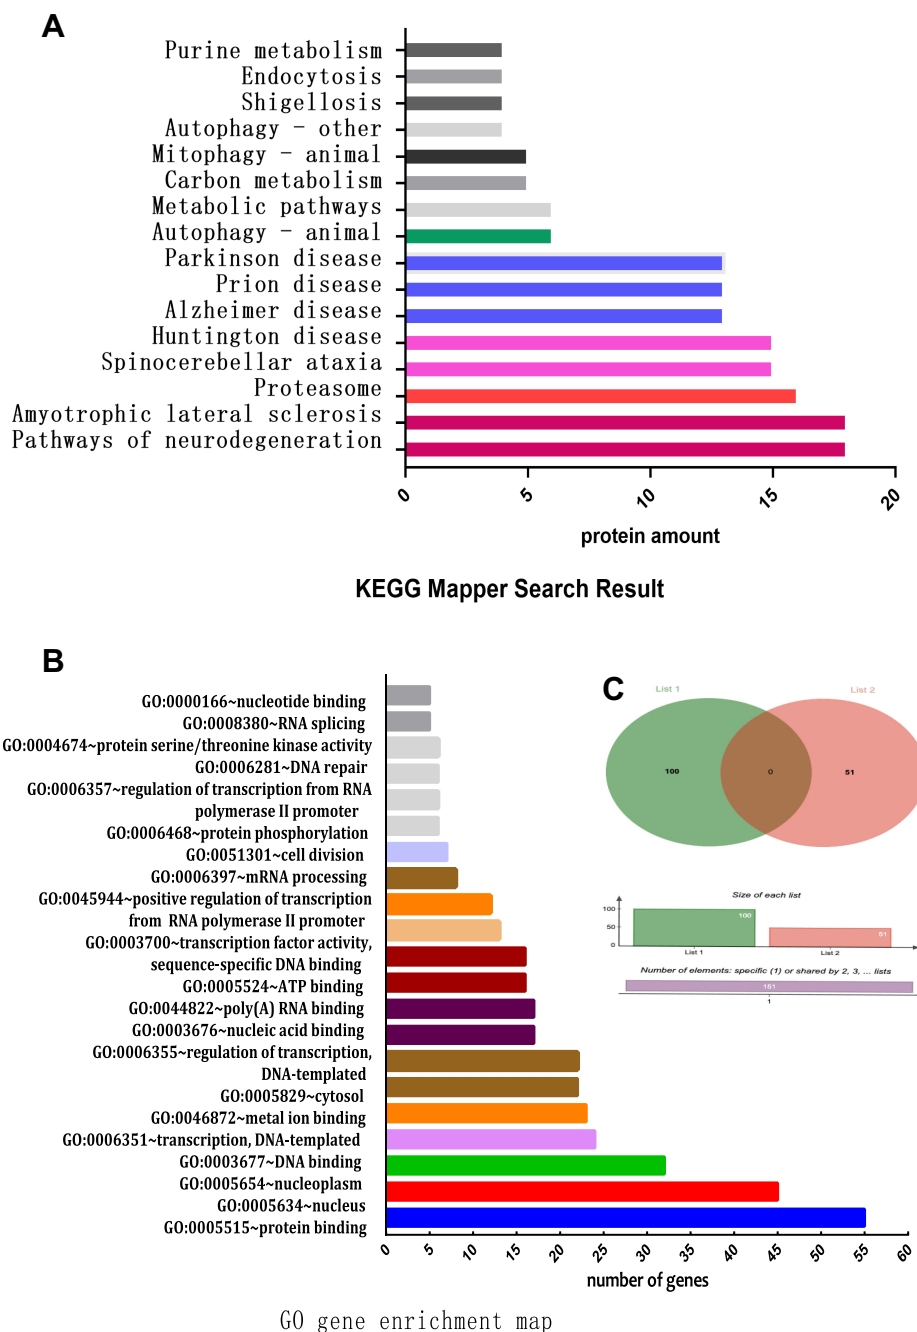 A
Purine metabolism
Endocytosis
Shigellosis
Autophagy - other
Mitophagy - animal
Carbon metabolism
Metabolic pathways
Autophagy - animal
Parkinson disease
Prion disease
Alzheimer disease
Huntington disease
Spinocerebellar ataxia
Proteasome
Amyotrophic lateral sclerosis
Pathways of neurodegeneration
0 5 10 15 20
protein amount
KEGG Mapper Search Result
B
GO:0000166~nucleotide binding
GO:0008380~RNA splicing
GO:0004674~protein serine/threonine kinase activity
GO:0006281~DNA repair
GO:0006357~regulation of transcription from RNA
polymerase II promoter
GO:0006468~protein phosphorylation
GO:0051301~cell division
GO:0006397~mRNA processing
GO:0045944~positive regulation of transcription
from RNA polymerase II promoter
GO:0003700~transcription factor activity,
sequence-specific DNA binding
GO:0005524~ATP binding
GO:0044822~poly(A) RNA binding
GO:0003676~nucleic acid binding
GO:0006355~regulation of transcription,
DNA-templated
GO:0005829~cytosol
GO:0046872~metal ion binding
GO:0006351~transcription, DNA-templated
GO:0003677~DNA binding
GO:0005654~nucleoplasm
GO:0005634~nucleus
GO:0005515~protein binding
0 5 10 15 20 25 30 35 40 45 50 55 60
number of genes
GO gene enrichment map
C
List 1
List 2
100 0 51
Size of each list
100
50
0
100
51
List 1 List 2
Number of elements: specific (1) or shared by 2, 3, ... lists
151
1